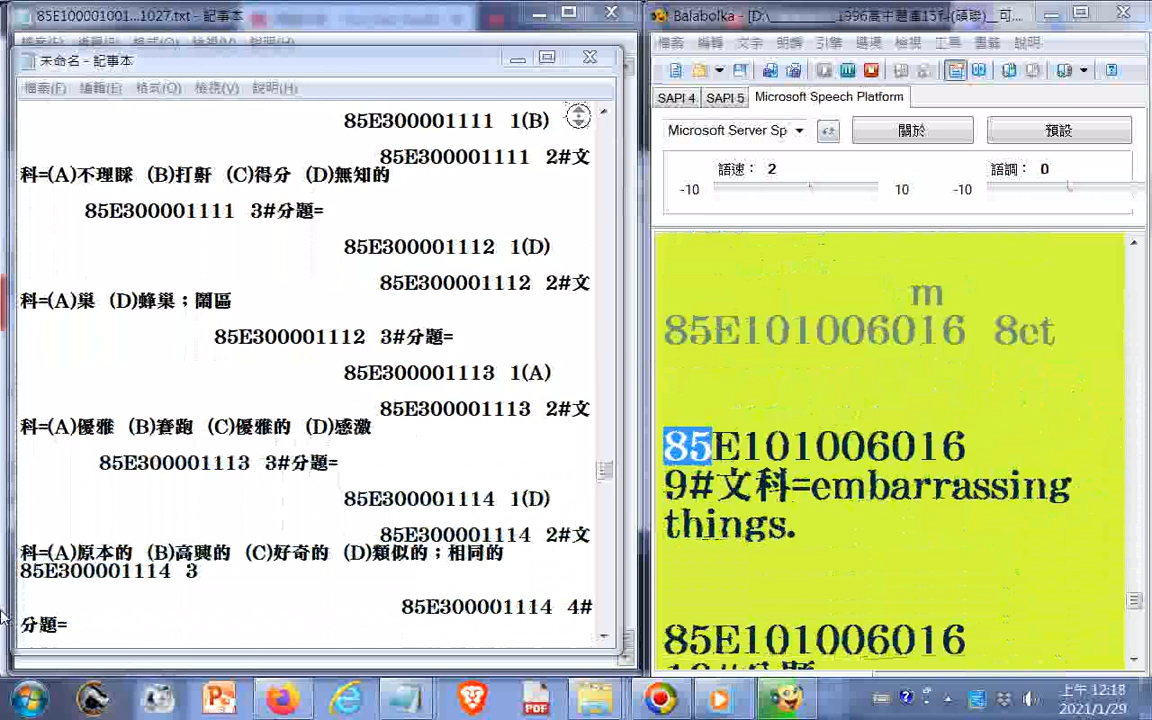 85E100001001...1027.txt - 記事本
未命名 - 記事本
檔案(F) 編輯(E) 格式(O) 檢視(V) 說明(H)
85E300001111 1(B)
85E300001111 2#文
科=(A)不理睬 (B)打鼾 (C)得分 (D)無知的
85E300001111 3#分題=
85E300001112 1(D)
85E300001112 2#文
科=(A)巢 (D)蜂巢；鬧區
85E300001112 3#分題=
85E300001113 1(A)
85E300001113 2#文
科=(A)優雅 (B)賽跑 (C)優雅的 (D)感激
85E300001113 3#分題=
85E300001114 1(D)
85E300001114 2#文
科=(A)原本的 (B)高興的 (C)好奇的 (D)類似的；相同的
85E300001114 3
85E300001114 4#
分題=
Balabolka - [D:\
檔案 編輯 文字 朗讀 引擎 選項 檢視 工具 書籤 說明
SAPI 4 SAPI 5 Microsoft Speech Platform
Microsoft Server Sp 關於 預設
語速： 2 語調： 0
-10 10 -10
m
85E101006016 8ct
85E101006016
9#文科=embarrassing
things.
85E101006016
PDF
上午 12:18
2021/1/29